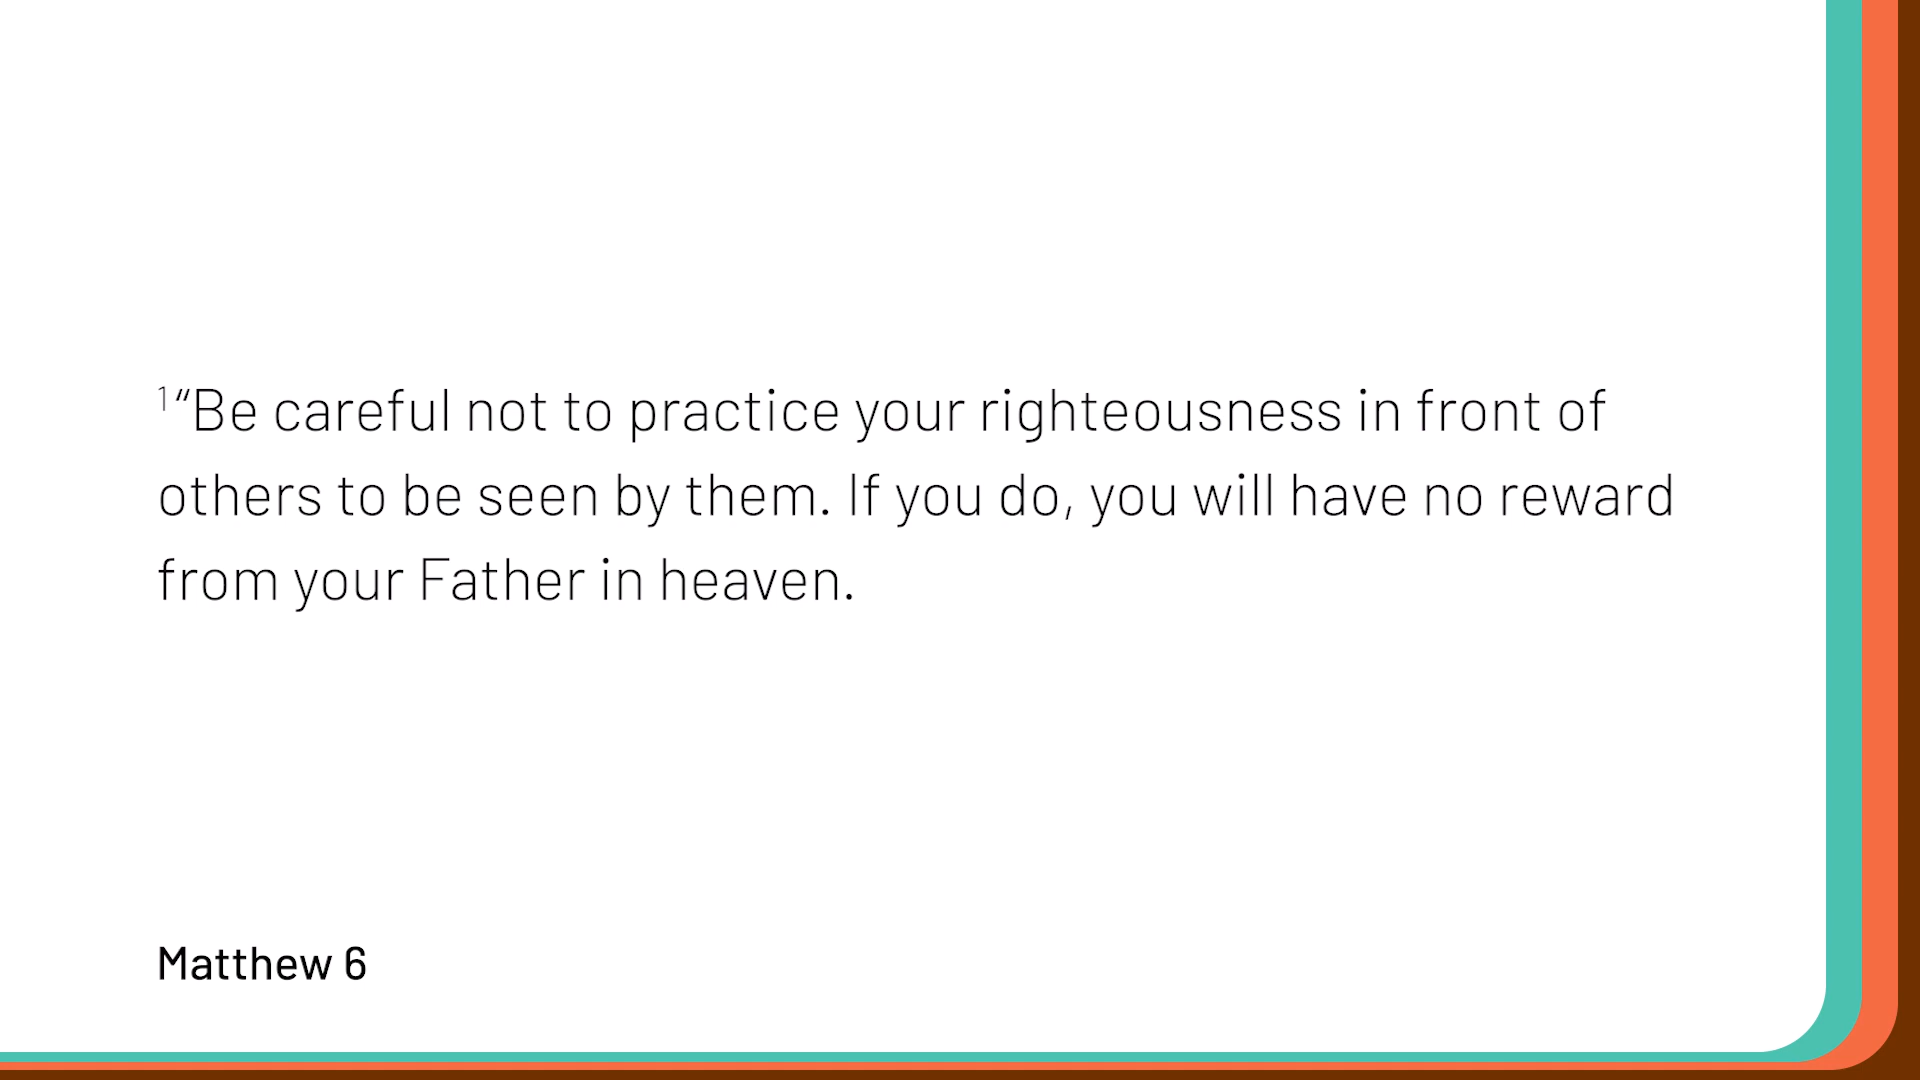 1 “Be careful not to practice your righteousness in front of
others to be seen by them. If you do, you will have no reward
from your Father in heaven.
Matthew 6